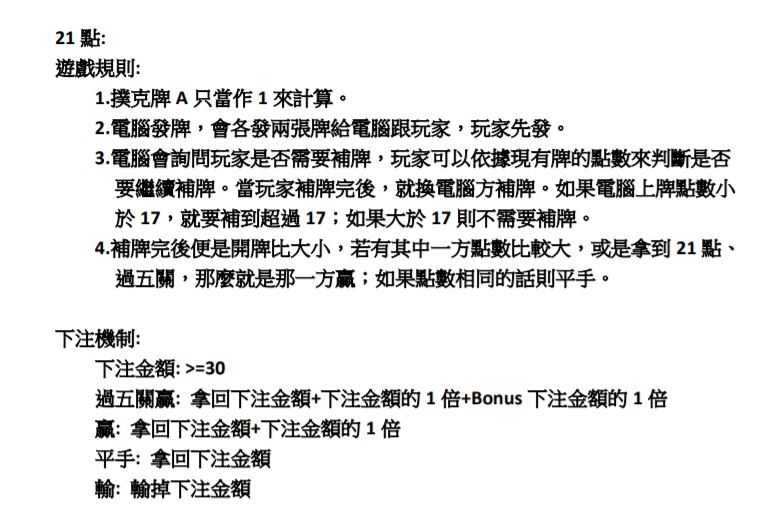 21 點:
遊戲規則:
1.撲克牌 A 只當作 1 來計算。
2.電腦發牌，會各發兩張牌給電腦跟玩家，玩家先發。
3.電腦會詢問玩家是否需要補牌，玩家可以依據現有牌的點數來判斷是否
要繼續補牌。當玩家補牌完後，就換電腦方補牌。如果電腦上牌點數小
於 17，就要補到超過 17；如果大於 17 則不需要補牌。
4.補牌完後便是開牌比大小，若有其中一方點數比較大，或是拿到 21 點、
過五關，那麼就是那一方贏；如果點數相同的話則平手。
下注機制:
下注金額: >=30
過五關贏: 拿回下注金額+下注金額的 1 倍+Bonus 下注金額的 1 倍
贏: 拿回下注金額+下注金額的 1 倍
平手: 拿回下注金額
輸: 輸掉下注金額